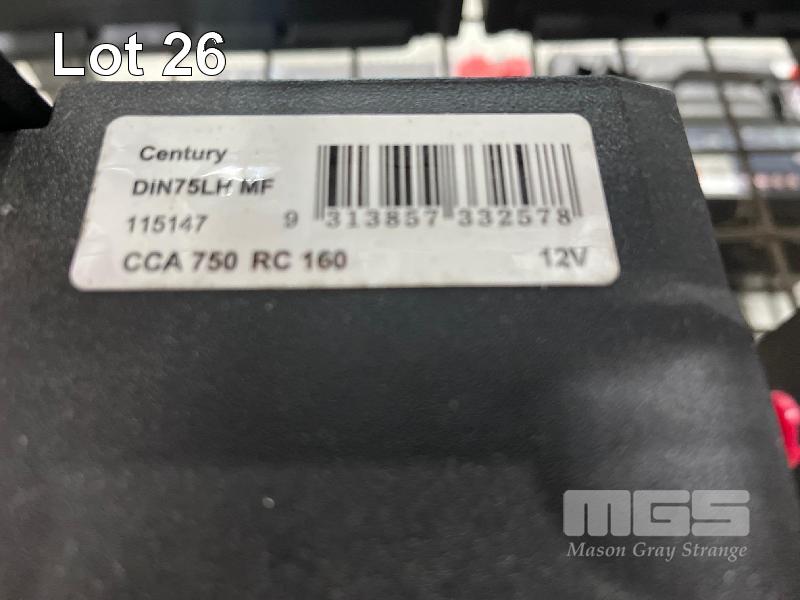 Lot 26
Century
DIN75LH MF
115147
9 313857 332578
CCA 750 RC 160
12V
MGS
Mason Gray Strange